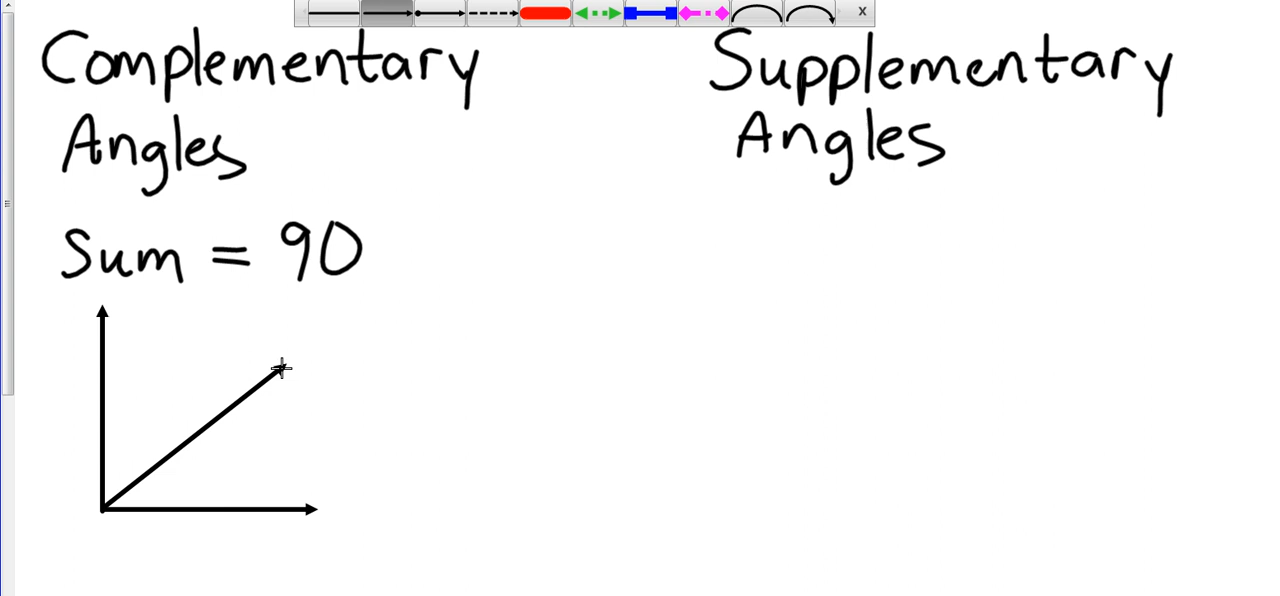 Complementary
Angles
Sum = 90
Supplementary
Angles
x